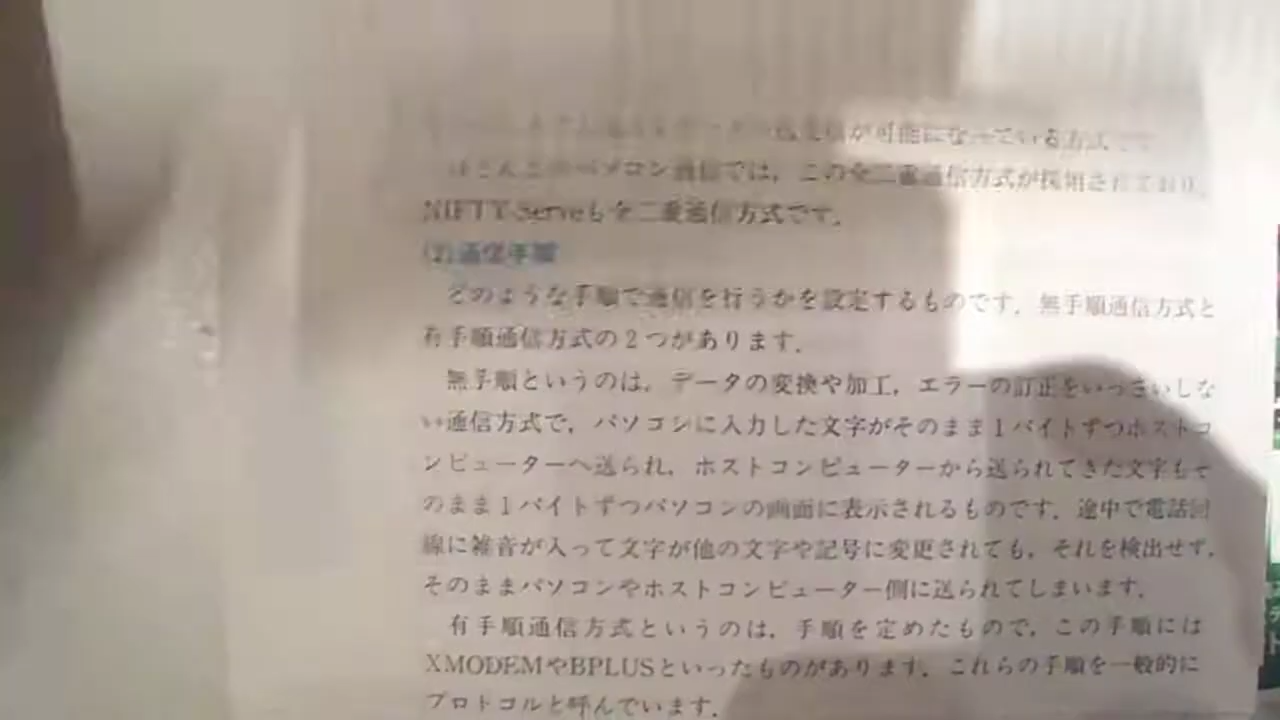 が可能になっている方式です
ほとんどのパソコン通信では，この全二重通信方式が採用されており，
NIFTY-Serveも全二重通信方式です．
(2)通信手順
どのような手順で通信を行うかを設定するものです．無手順通信方式と
有手順通信方式の2つがあります．
無手順というのは，データの変換や加工，エラーの訂正をいっさいしな
い通信方式で，パソコンに入力した文字がそのまま1バイトずつホストコ
ンピューターへ送られ，ホストコンピューターから送られてきた文字もそ
のまま1バイトずつパソコンの画面に表示されるものです．途中で電話回
線に雑音が入って文字が他の文字や記号に変更されても，それを検出せず，
そのままパソコンやホストコンピューター側に送られてしまいます．
有手順通信方式というのは，手順を定めたもので，この手順には
XMODEMやBPLUSといったものがあります．これらの手順を一般的に
プロトコルと呼んでいます．